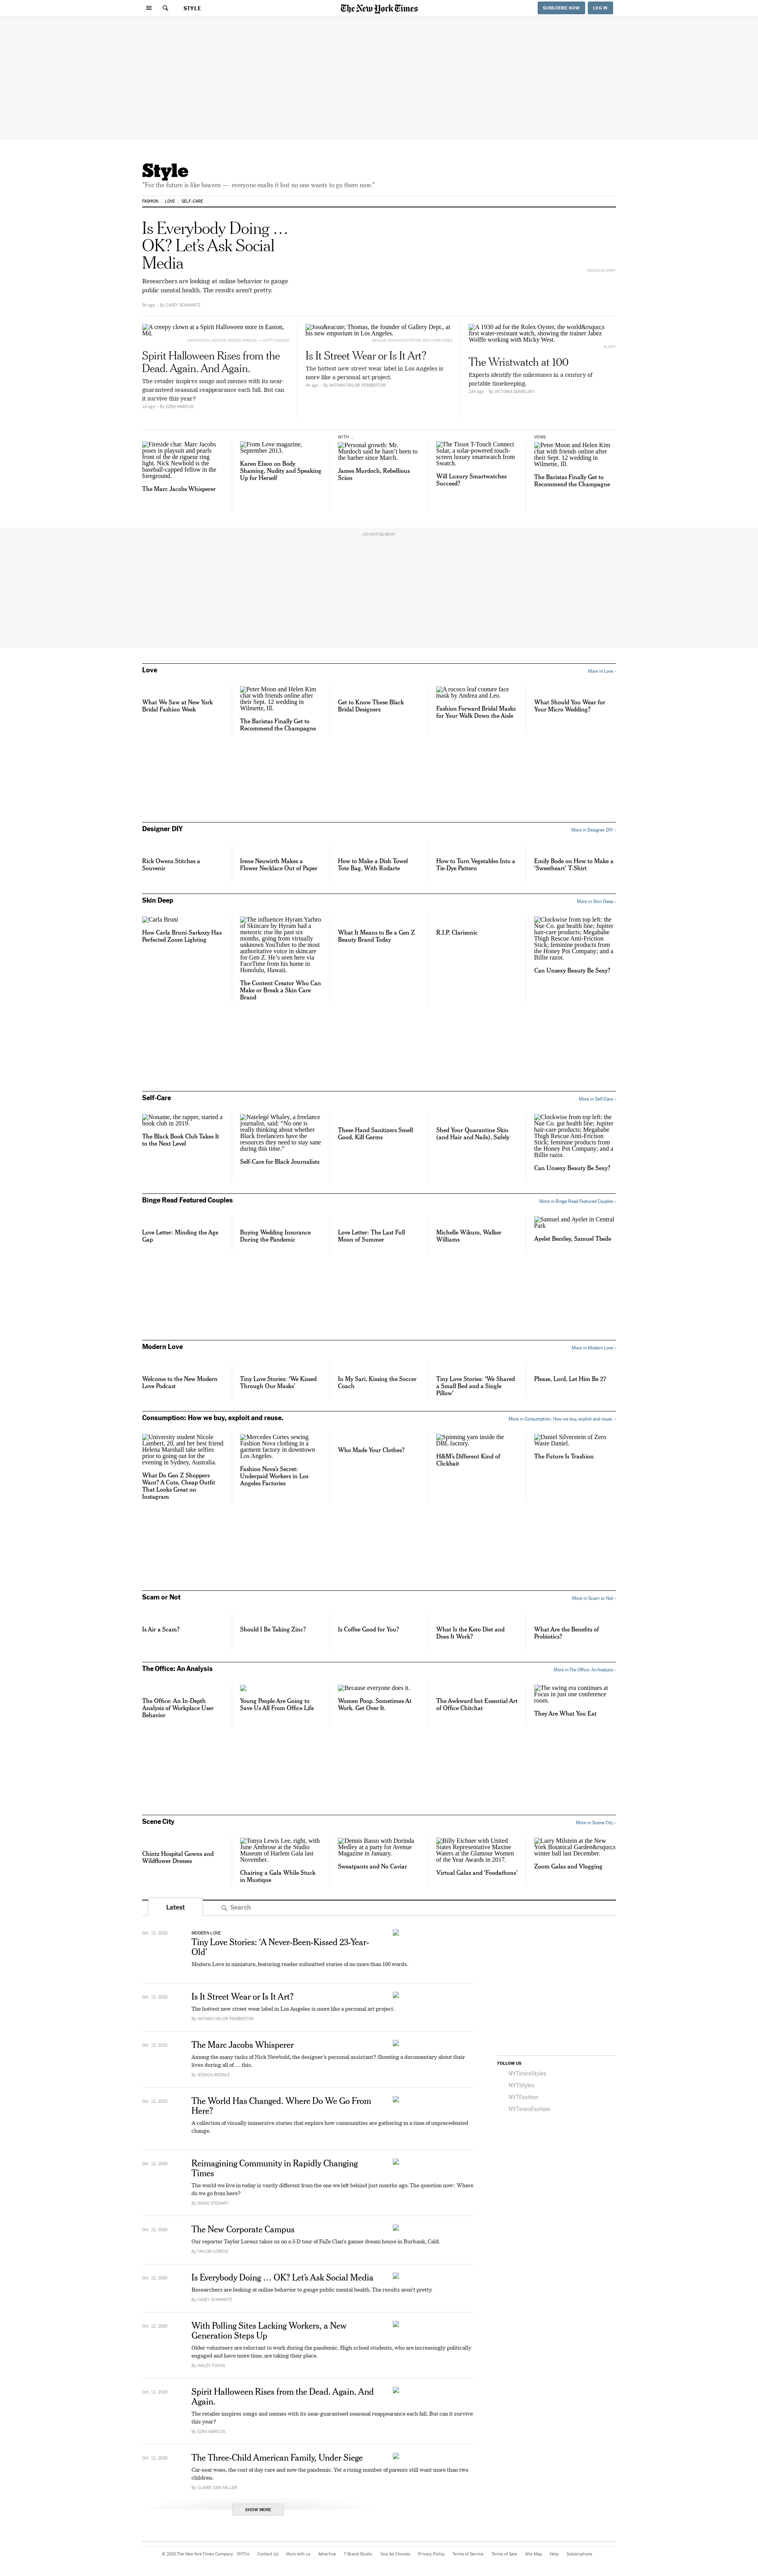 STYLE
The New York Times
SUBSCRIBE NOW
LOG IN
Style
"For the future is like heaven — everyone exalts it but no one wants to go there now."
FASHION
LOVE
SELF-CARE
Is Everybody Doing …
OK? Let's Ask Social
Media
Researchers are looking at online behavior to gauge
public mental health. The results aren't pretty.
5h ago
By CASEY SCHWARTZ
A creepy clown at a Spirit Halloween store in Easton,
Md.
Spirit Halloween Rises from the
Dead. Again. And Again.
The retailer inspires songs and memes with its near-
guaranteed seasonal reappearance each fall. But can
it survive this year?
1d ago
By EZRA MARCUS
Josu&eacute; Thomas, the founder of Gallery Dept., at
his new emporium in Los Angeles.
Is It Street Wear or Is It Art?
The hottest new street wear label in Los Angeles is
more like a personal art project.
4h ago
By NATHAN TAYLOR PEMBERTON
A 1930 ad for the Rolex Oyster, the world&rsquo;s
first water-resistant watch, showing the trainer Jabez
Wolffe working with Micky West.
ALAMY
The Wristwatch at 100
Experts identify the milestones in a century of
portable timekeeping.
23h ago
By VICTORIA GOMELSKY
Fireside chat: Marc Jacobs
poses in playsuit and pearls
front of the de rigueur ring
light, Nick Newbold is the
baseball-capped fellow in the
foreground.
The Marc Jacobs Whisperer
From Love magazine,
September 2013.
Karen Elson on Body
Shaming, Nudity and Speaking
Up for Herself
WITH …
Personal growth: Mr.
Murdoch said he hasn't been to
the barber since March.
James Murdoch, Rebellious
Scion
The Tissot T-Touch Connect
Solar, a solar-powered touch-
screen luxury smartwatch from
Swatch.
Will Luxury Smartwatches
Succeed?
VOWS
Peter Moon and Helen Kim
chat with friends online after
their Sept. 12 wedding in
Wilmette, Ill.
The Baristas Finally Get to
Recommend the Champagne
ADVERTISEMENT
Love
More in Love ›
What We Saw at New York
Bridal Fashion Week
Peter Moon and Helen Kim
chat with friends online after
their Sept. 12 wedding in
Wilmette, Ill.
The Baristas Finally Get to
Recommend the Champagne
Get to Know These Black
Bridal Designers
A rococo leaf couture face
mask by Andrea and Leo.
Fashion Forward Bridal Masks
for Your Walk Down the Aisle
What Should You Wear for
Your Micro Wedding?
Designer DIY
More in Designer DIY ›
Rick Owens Stitches a
Souvenir
Irene Neuwirth Makes a
Flower Necklace Out of Paper
How to Make a Dish Towel
Tote Bag, With Rodarte
How to Turn Vegetables Into a
Tie-Dye Pattern
Emily Bode on How to Make a
'Sweetheart' T-Shirt
Skin Deep
More in Skin Deep ›
Carla Bruni
How Carla Bruni-Sarkozy Has
Perfected Zoom Lighting
The influencer Hyram Yarbro
of Skincare by Hyram had a
meteoric rise the past six
months, going from virtually
unknown YouTuber to the most
authoritative voice in skincare
for Gen Z. He's seen here via
FaceTime from his home in
Honolulu, Hawaii.
The Content Creator Who Can
Make or Break a Skin Care
Brand
What It Means to Be a Gen Z
Beauty Brand Today
R.I.P. Clarisonic
Clockwise from top left: the
Nue Co. gut health line; Jupiter
hair-care products; Megababe
Thigh Rescue Anti-Friction
Stick; feminine products from
the Honey Pot Company; and a
Billie razor.
Can Unsexy Beauty Be Sexy?
Self-Care
More in Self-Care ›
Noname, the rapper, started a
book club in 2019.
The Black Book Club Takes It
to the Next Level
Natelegé Whaley, a freelance
journalist, said: "No one is
really thinking about whether
Black freelancers have the
resources they need to stay sane
during this time."
Self-Care for Black Journalists
These Hand Sanitizers Smell
Good, Kill Germs
Shed Your Quarantine Skin
(and Hair and Nails), Safely
Clockwise from top left: the
Nue Co. gut health line; Jupiter
hair-care products; Megababe
Thigh Rescue Anti-Friction
Stick; feminine products from
the Honey Pot Company; and a
Billie razor.
Can Unsexy Beauty Be Sexy?
Binge Read Featured Couples
More in Binge Read Featured Couples ›
Love Letter: Minding the Age
Gap
Buying Wedding Insurance
During the Pandemic
Love Letter: The Last Full
Moon of Summer
Michelle Wikum, Walker
Williams
Samuel and Ayelet in Central
Park
Ayelet Bentley, Samuel Tbeile
Modern Love
More in Modern Love ›
Welcome to the New Modern
Love Podcast
Tiny Love Stories: 'We Kissed
Through Our Masks'
In My Sari, Kissing the Soccer
Coach
Tiny Love Stories: 'We Shared
a Small Bed and a Single
Pillow'
Please, Lord, Let Him Be 27
Consumption: How we buy, exploit and reuse.
More in Consumption: How we buy, exploit and reuse. ›
University student Nicole
Lambert, 20, and her best friend
Helena Marshall take selfies
prior to going out for the
evening in Sydney, Australia.
What Do Gen Z Shoppers
Want? A Cute, Cheap Outfit
That Looks Great on
Instagram
Mercedes Cortes sewing
Fashion Nova clothing in a
garment factory in downtown
Los Angeles.
Fashion Nova's Secret:
Underpaid Workers in Los
Angeles Factories
Who Made Your Clothes?
Spinning yarn inside the
DBL factory.
H&M's Different Kind of
Clickbait
Daniel Silverstein of Zero
Waste Daniel.
The Future Is Trashion
Scam or Not
More in Scam or Not ›
Is Air a Scam?
Should I Be Taking Zinc?
Is Coffee Good for You?
What Is the Keto Diet and
Does It Work?
What Are the Benefits of
Probiotics?
The Office: An Analysis
More in The Office: An Analysis ›
The Office: An In-Depth
Analysis of Workplace User
Behavior
Young People Are Going to
Save Us All From Office Life
Because everyone does it.
Women Poop. Sometimes At
Work. Get Over It.
The Awkward but Essential Art
of Office Chitchat
The swing era continues at
Focus in just one conference
room.
They Are What You Eat
Scene City
More in Scene City ›
Chintz Hospital Gowns and
Wildflower Dresses
Tonya Lewis Lee, right, with
June Ambrose at the Studio
Museum of Harlem Gala last
November.
Chairing a Gala While Stuck
in Mustique
Dennis Basso with Dorinda
Medley at a party for Avenue
Magazine in January.
Sweatpants and No Caviar
Billy Eichner with United
States Representative Maxine
Waters at the Glamour Women
of the Year Awards in 2017.
Virtual Galas and 'Foodathons'
Larry Milstein at the New
York Botanical Garden&rsquo;s
winter ball last December.
Zoom Galas and Vlogging
Latest
Search
Oct. 13, 2020
MODERN LOVE
Tiny Love Stories: 'A Never-Been-Kissed 23-Year-
Old'
Modern Love in miniature, featuring reader-submitted stories of no more than 100 words.
Oct. 13, 2020
Is It Street Wear or Is It Art?
The hottest new street wear label in Los Angeles is more like a personal art project.
By NATHAN TAYLOR PEMBERTON
Oct. 13, 2020
The Marc Jacobs Whisperer
Among the many tasks of Nick Newbold, the designer's personal assistant? Shooting a documentary about their
lives during all of … this.
By JESSICA IREDALE
Oct. 13, 2020
The World Has Changed. Where Do We Go From
Here?
A collection of visually immersive stories that explore how communities are gathering in a time of unprecedented
change.
Oct. 13, 2020
Reimagining Community in Rapidly Changing
Times
The world we live in today is vastly different from the one we left behind just months ago. The question now: Where
do we go from here?
By DODAI STEWART
Oct. 12, 2020
The New Corporate Campus
Our reporter Taylor Lorenz takes us on a 3-D tour of FaZe Clan's gamer dream house in Burbank, Calif.
By TAYLOR LORENZ
Oct. 12, 2020
Is Everybody Doing … OK? Let's Ask Social Media
Researchers are looking at online behavior to gauge public mental health. The results aren't pretty.
By CASEY SCHWARTZ
Oct. 12, 2020
With Polling Sites Lacking Workers, a New
Generation Steps Up
Older volunteers are reluctant to work during the pandemic. High school students, who are increasingly politically
engaged and have more time, are taking their place.
By HAILEY FUCHS
Oct. 12, 2020
Spirit Halloween Rises from the Dead. Again. And
Again.
The retailer inspires songs and memes with its near-guaranteed seasonal reappearance each fall. But can it survive
this year?
By EZRA MARCUS
Oct. 12, 2020
The Three-Child American Family, Under Siege
Car-seat woes, the cost of day care and now the pandemic. Yet a rising number of parents still want more than two
children.
By CLAIRE CAIN MILLER
SHOW MORE
FOLLOW US
NYTimesStyles
NYTStyles
NYTFashion
NYTimesFashion
© 2020 The New York Times Company
NYTCo
Contact Us
Work with us
Advertise
T Brand Studio
Your Ad Choices
Privacy Policy
Terms of Service
Terms of Sale
Site Map
Help
Subscriptions